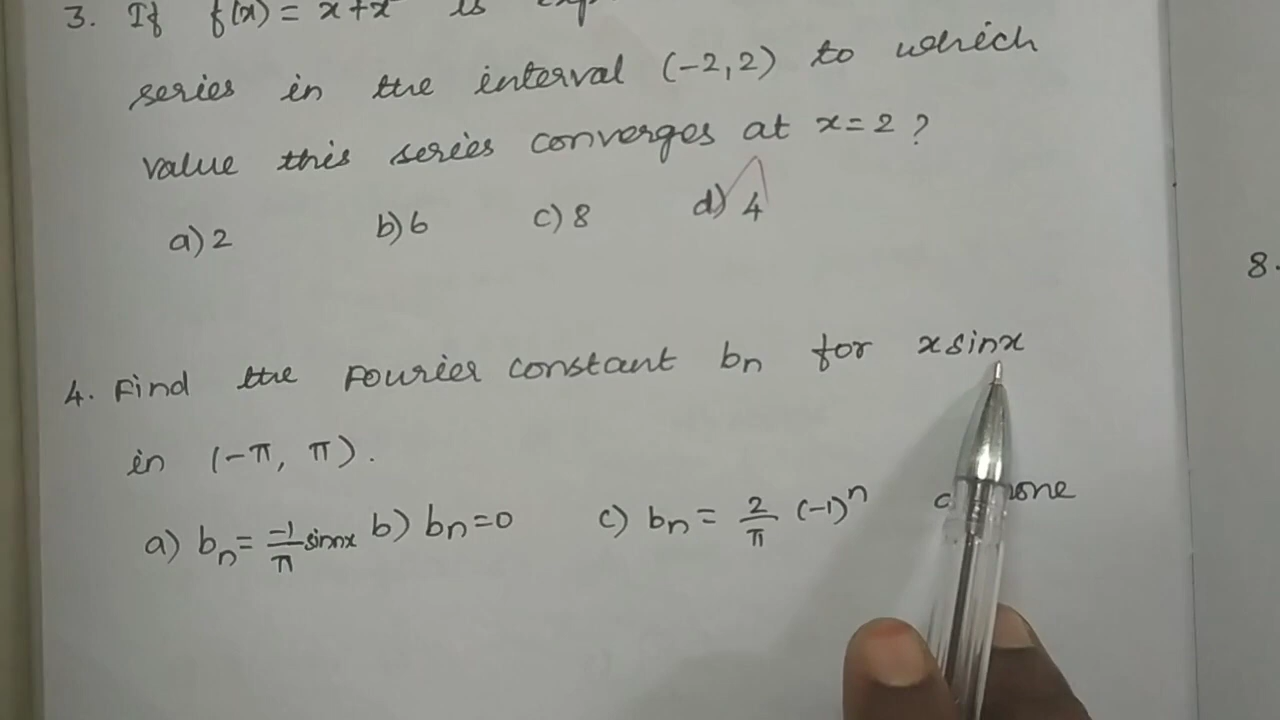 3. If f(x) = x+x is
series in the interval (-2,2) to which
value this series converges at x=2?
a) 2 b) 6 c) 8 d) 4
8.
4. Find the Fourier constant bn for x sinx
in (-π, π).
a) bn = -1/π sinnx b) bn = 0 c) bn = 2/π (-1)^n none